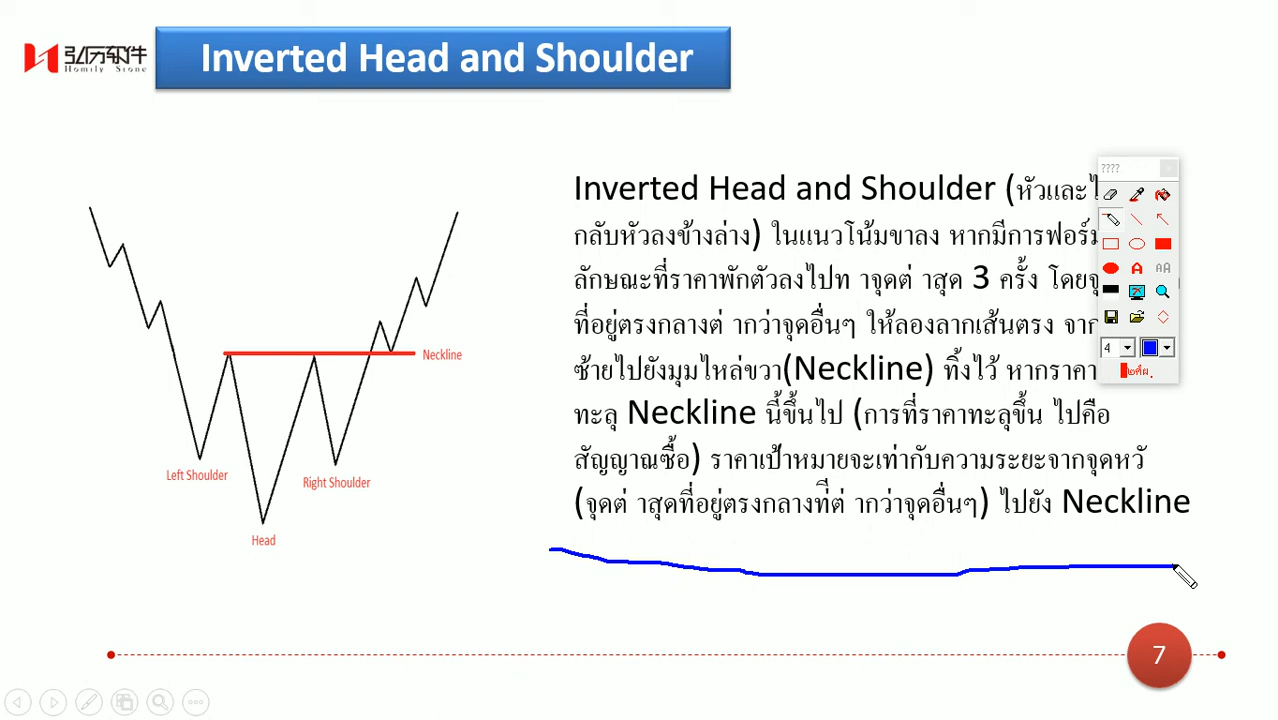 弘历软件
Homily Stone
Inverted Head and Shoulder
Inverted Head and Shoulder (หัวและ
กลับหัวลงข้างล่าง) ในแนวโน้มขาลง หากมีการฟอร์ม
ลักษณะที่ราคาพักตัวลงไปท าจุดต่ าสุด 3 ครั้ง โดย
ที่อยู่ตรงกลางต่ ากว่าจุดอื่นๆ ให้ลองลากเส้นตรง จาก
ซ้ายไปยังมุมไหล่ขวา(Neckline) ทิ้งไว้ หากราคา
ทะลุ Neckline นี้ขึ้นไป (การที่ราคาทะลุขึ้น ไปคือ
สัญญาณซื้อ) ราคาเป้าหมายจะเท่ากับความระยะจากจุดหวั
(จุดต่ าสุดที่อยู่ตรงกลางที่ต่ ากว่าจุดอื่นๆ) ไปยัง Neckline
Neckline
Left Shoulder
Right Shoulder
Head
????
A
AA
4
7